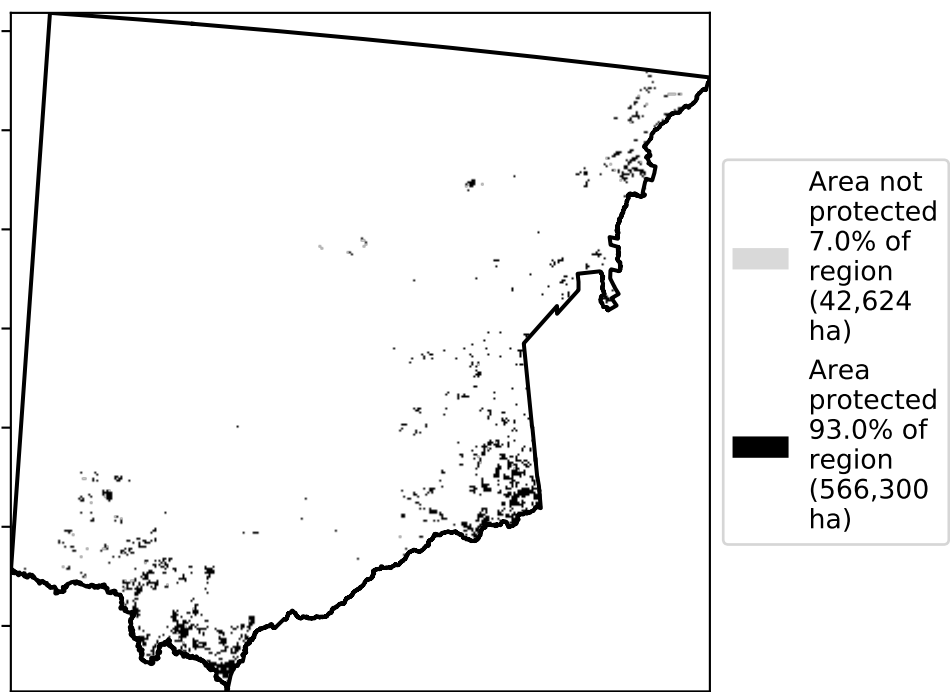 Area not
protected
7.0% of
region
(42,624
ha)
Area
protected
93.0% of
region
(566,300
ha)